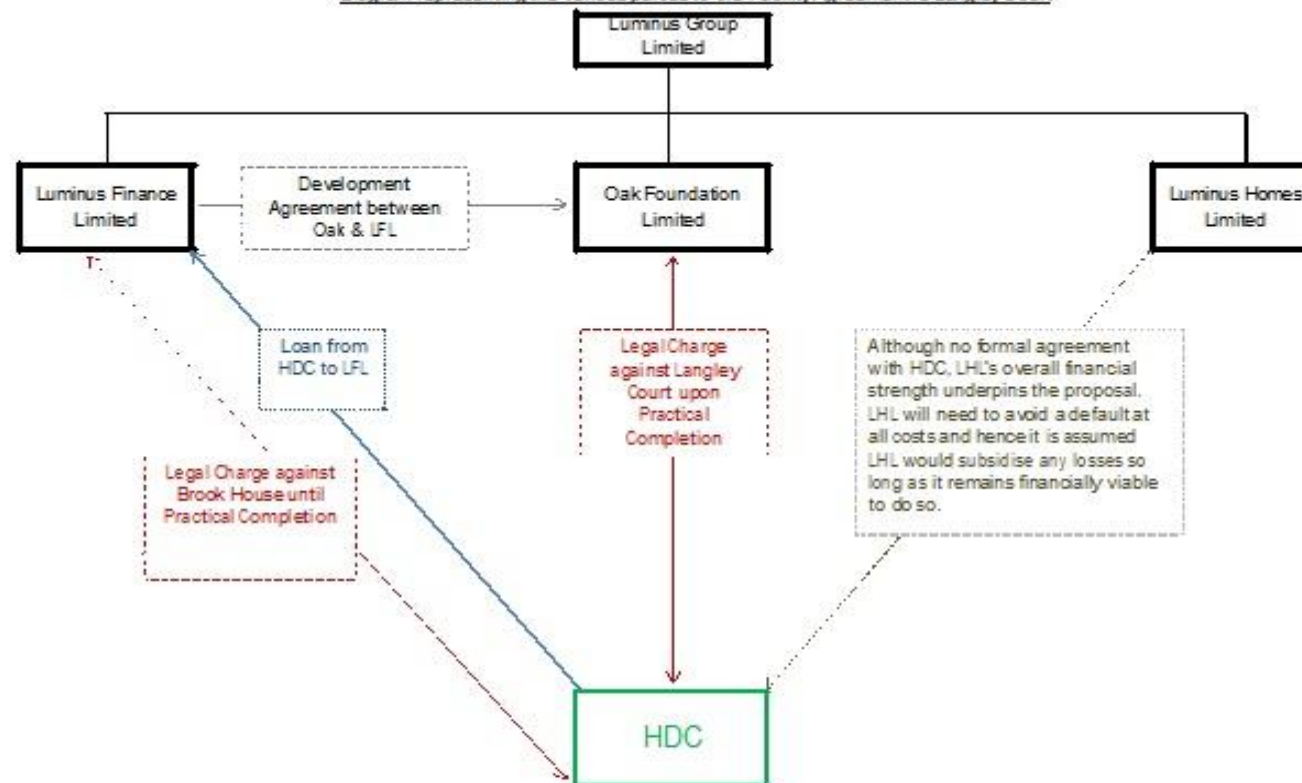 Luminus Group
Limited
Luminus Finance
Limited
Development
Agreement between
Oak & LFL
Oak Foundation
Limited
Luminus Homes
Limited
Loan from
HDC to LFL
Legal Charge
against Langley
Court upon
Practical
Completion
Although no formal agreement
with HDC, LHL's overall financial
strength underpins the proposal.
LHL will need to avoid a default at
all costs and hence it is assumed
LHL would subsidise any losses so
long as it remains financially viable
to do so.
Legal Charge against
Brook House until
Practical Completion
HDC